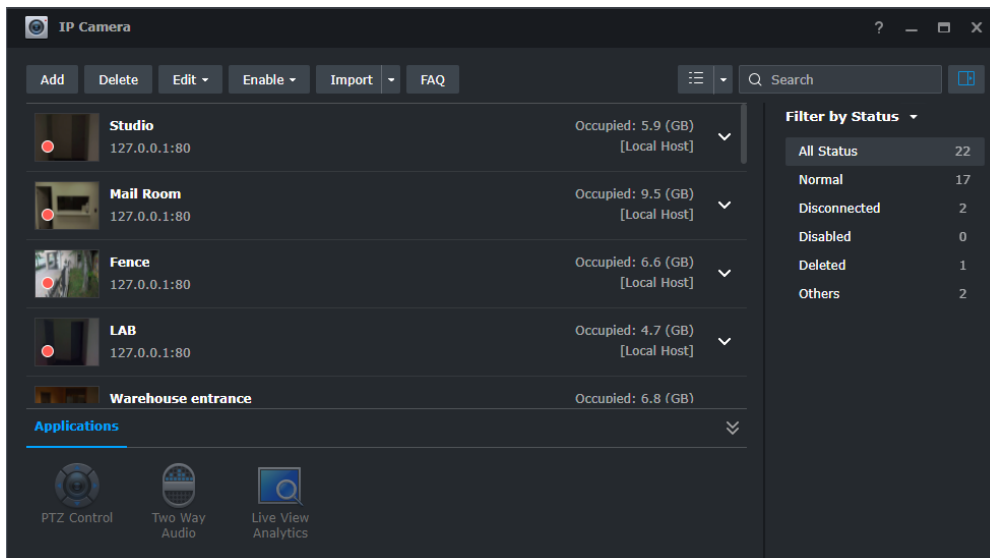 IP Camera
?
Add Delete Edit Enable Import FAQ
Search
Studio
127.0.0.1:80
Occupied: 5.9 (GB)
[Local Host]
Mail Room
127.0.0.1:80
Occupied: 9.5 (GB)
[Local Host]
Fence
127.0.0.1:80
Occupied: 6.6 (GB)
[Local Host]
LAB
127.0.0.1:80
Occupied: 4.7 (GB)
[Local Host]
Warehouse entrance
Occupied: 6.8 (GB)
Applications
PTZ Control
Two Way
Audio
Live View
Analytics
Filter by Status
All Status 22
Normal 17
Disconnected 2
Disabled 0
Deleted 1
Others 2